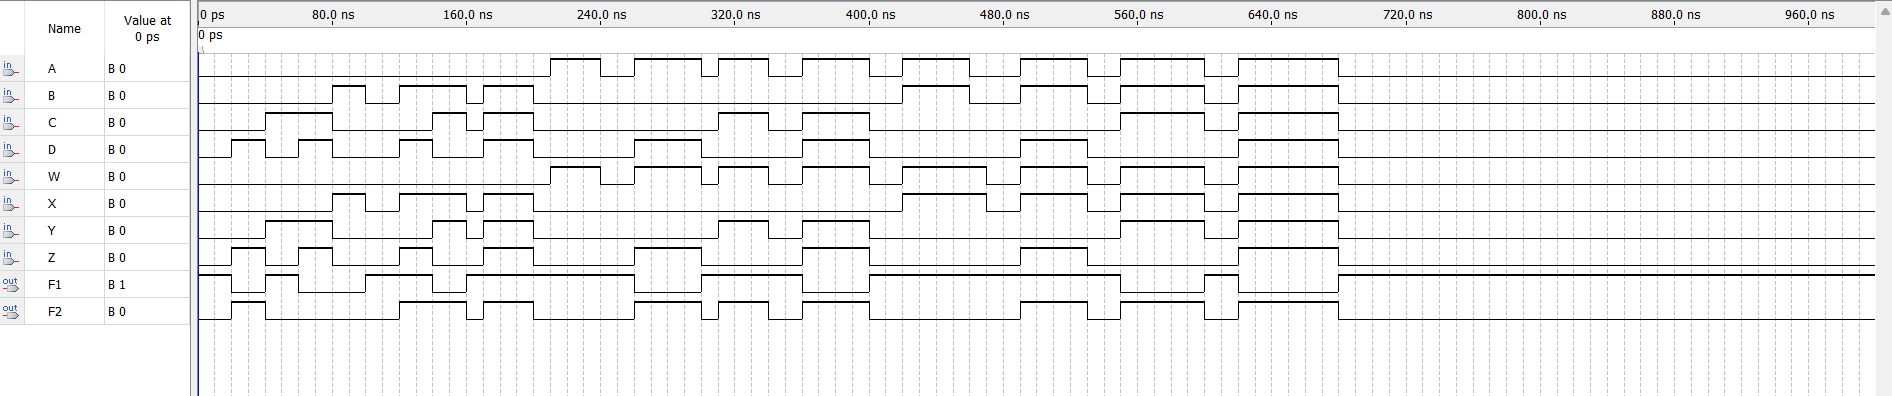 Name
Value at
0 ps
0 ps 80.0 ns 160.0 ns 240.0 ns 320.0 ns 400.0 ns 480.0 ns 560.0 ns 640.0 ns 720.0 ns 800.0 ns 880.0 ns 960.0 ns
0 ps
in A B 0
in B B 0
in C B 0
in D B 0
in W B 0
in X B 0
in Y B 0
in Z B 0
out F1 B 1
out F2 B 0